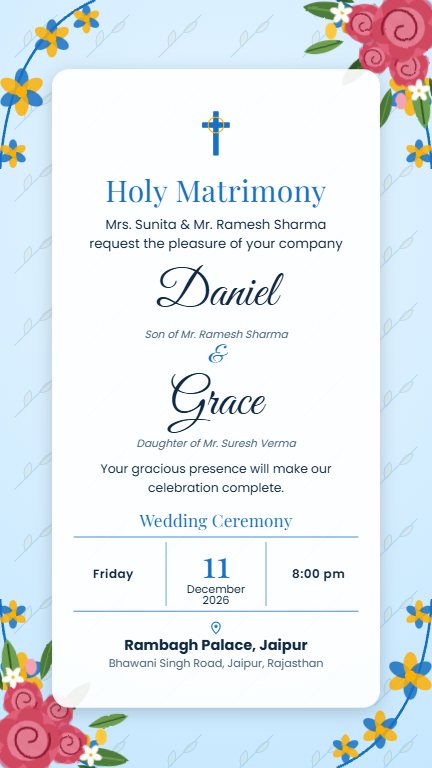 Holy Matrimony
Mrs. Sunita & Mr. Ramesh Sharma
request the pleasure of your company
Daniel
Son of Mr. Ramesh Sharma
&
Grace
Daughter of Mr. Suresh Verma
Your gracious presence will make our
celebration complete.
Wedding Ceremony
Friday
11
December
2026
8:00 pm
Rambagh Palace, Jaipur
Bhawani Singh Road, Jaipur, Rajasthan